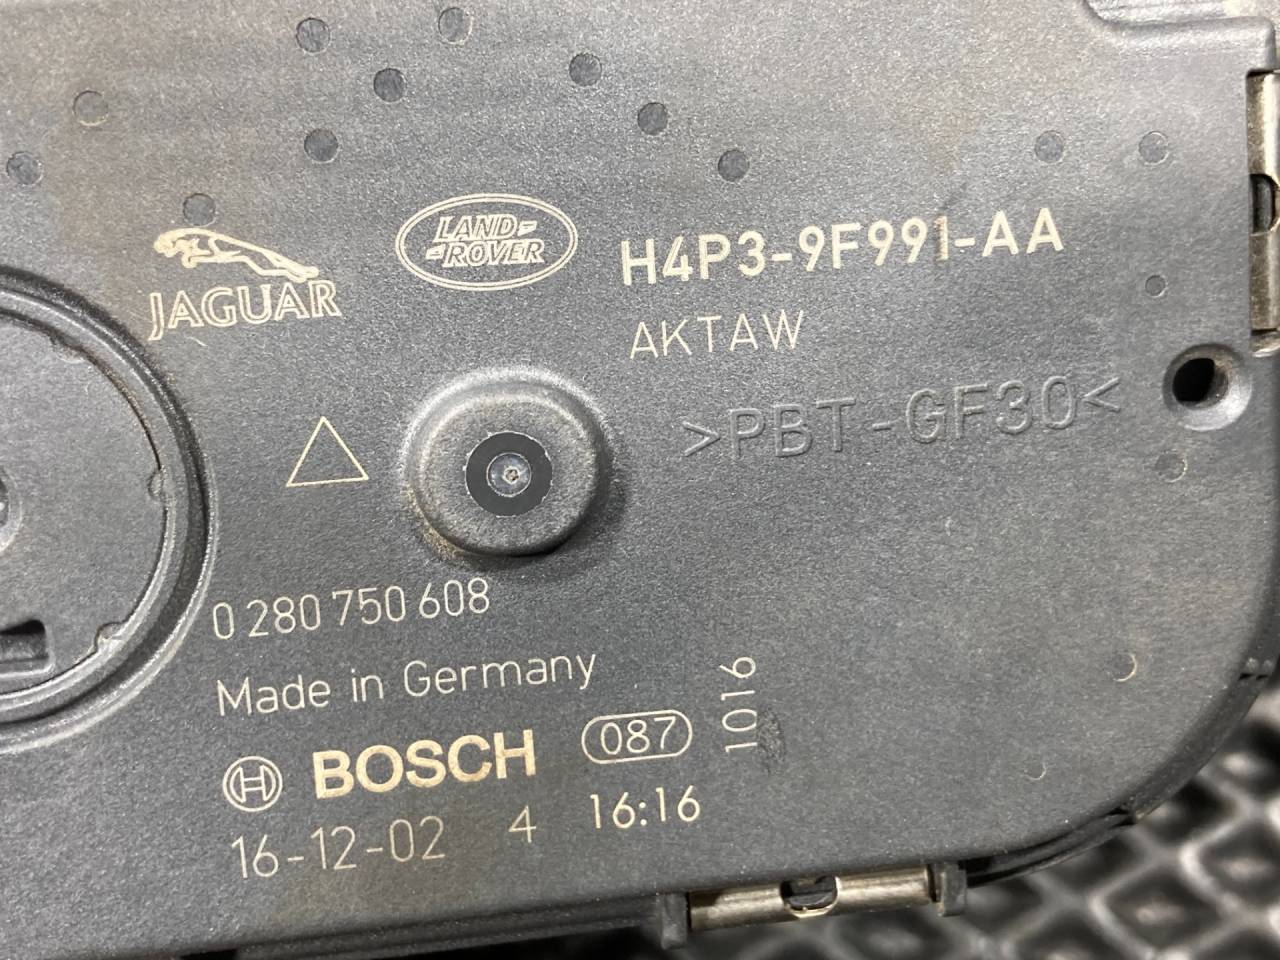 JAGUAR
LAND-
-ROVER
H4P3-9F991-AA
AKTAW
>PBT-GF30<
0 280 750 608
Made in Germany
BOSCH
087
1016
16-12-02 4 16:16